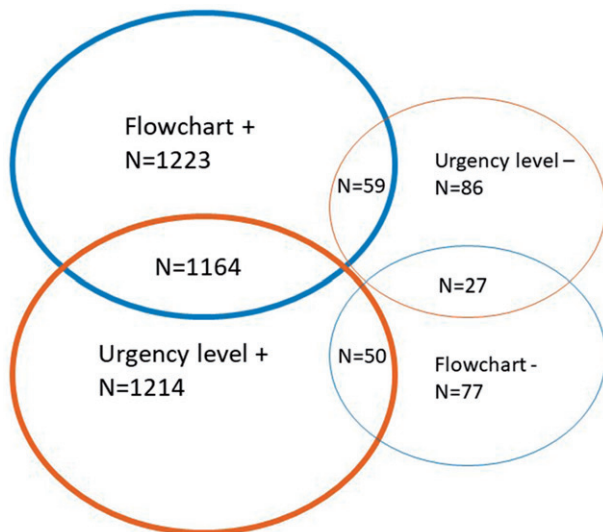 Flowchart +
N=1223
Urgency level –
N=86
N=59
N=1164
N=27
Urgency level +
N=1214
N=50
Flowchart -
N=77